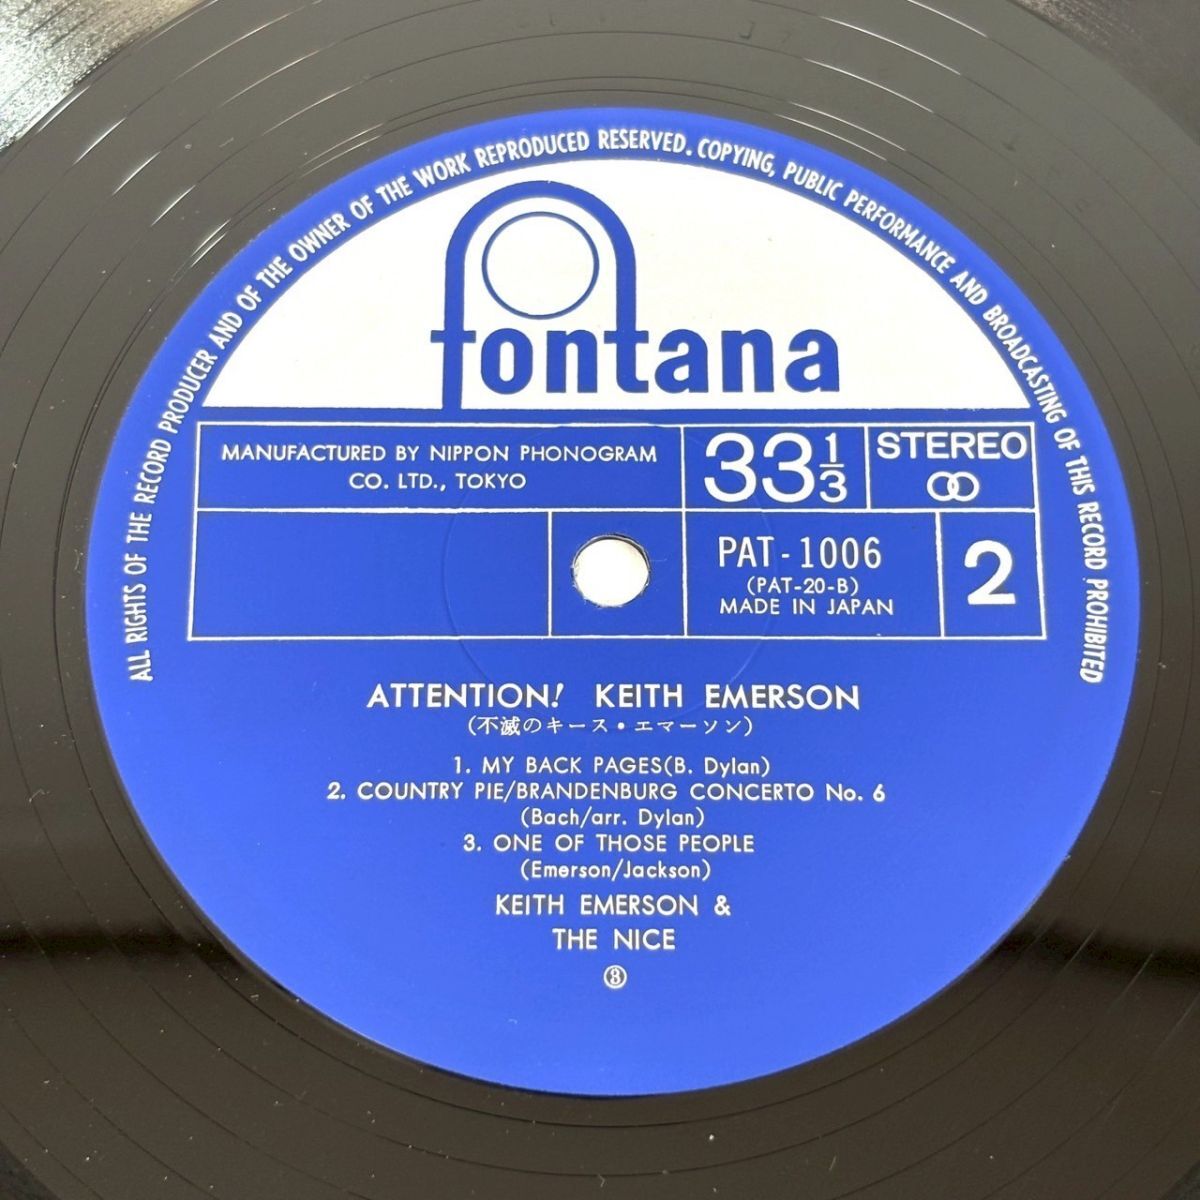 ALL RIGHTS OF THE RECORD PRODUCER AND OF THE OWNER OF THE WORK REPRODUCED RESERVED. COPYING, PUBLIC PERFORMANCE AND BROADCASTING OF THIS RECORD PROHIBITED
fontana
MANUFACTURED BY NIPPON PHONOGRAM
CO. LTD., TOKYO
33 1/3
STEREO
PAT-1006
(PAT-20-B)
MADE IN JAPAN
2
ATTENTION! KEITH EMERSON
(不滅のキース・エマーソン)
1. MY BACK PAGES(B. Dylan)
2. COUNTRY PIE/BRANDENBURG CONCERTO No. 6
(Bach/arr. Dylan)
3. ONE OF THOSE PEOPLE
(Emerson/Jackson)
KEITH EMERSON &
THE NICE